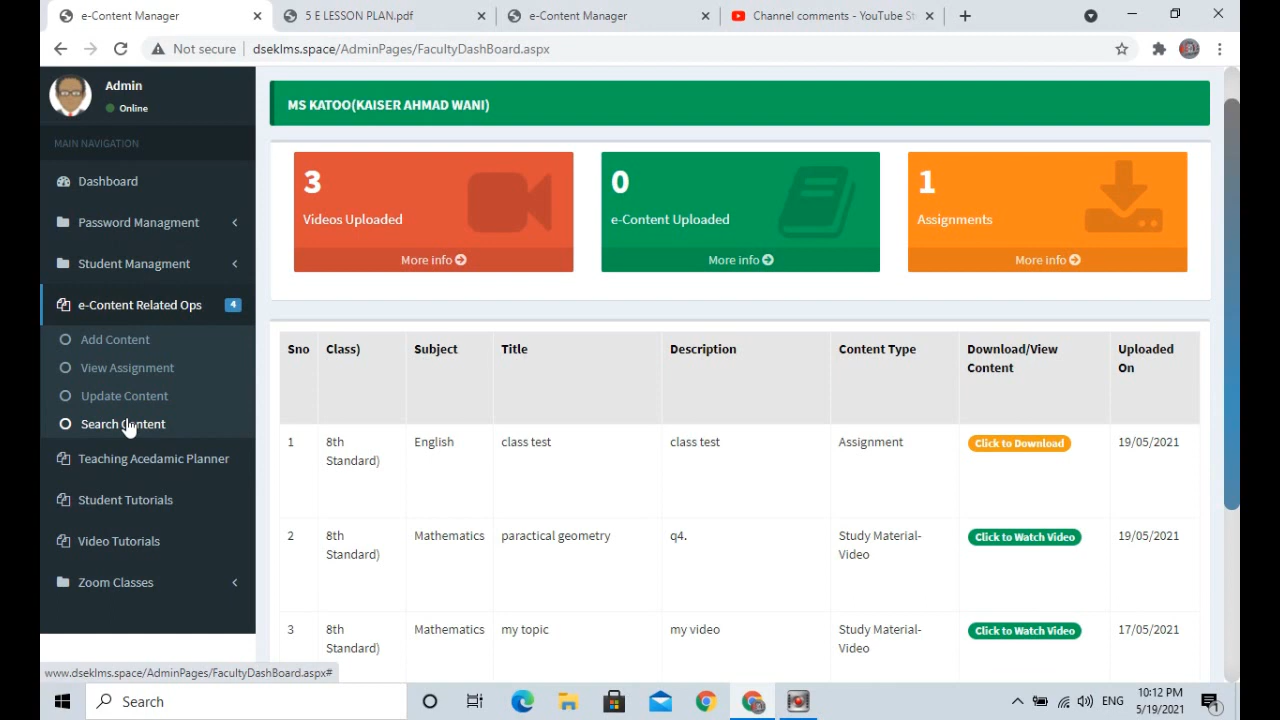 e-Content Manager
5 E LESSON PLAN.pdf
e-Content Manager
Channel comments - YouTube St
Not secure
dseklms.space/AdminPages/FacultyDashBoard.aspx
Admin
Online
MAIN NAVIGATION
Dashboard
Password Managment
Student Managment
e-Content Related Ops 4
Add Content
View Assignment
Update Content
Search Content
Teaching Acedamic Planner
Student Tutorials
Video Tutorials
Zoom Classes
MS KATOO(KAISER AHMAD WANI)
3
Videos Uploaded
More info
0
e-Content Uploaded
More info
1
Assignments
More info
Sno Class) Subject Title Description Content Type Download/View Content Uploaded On
1 8th Standard) English class test class test Assignment Click to Download 19/05/2021
2 8th Standard) Mathematics paractical geometry q4. Study Material-Video Click to Watch Video 19/05/2021
3 8th Standard) Mathematics my topic my video Study Material-Video Click to Watch Video 17/05/2021
www.dseklms.space/AdminPages/FacultyDashBoard.aspx#
Search
ENG
10:12 PM
5/19/2021
1